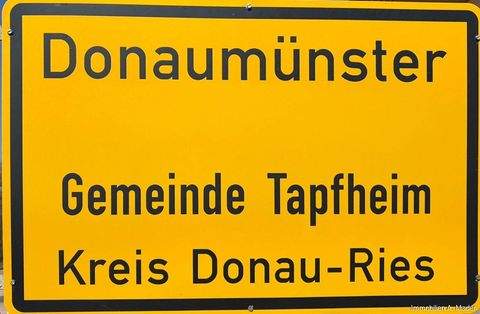 Donaumünster
Gemeinde Tapfheim
Kreis Donau-Ries